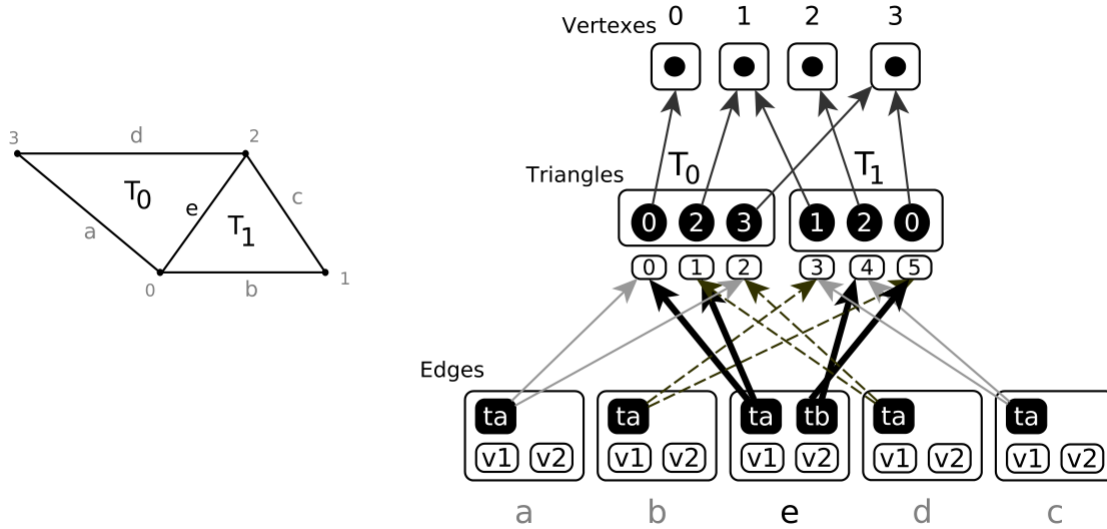 3
d
2
T0
e
c
T1
a
0
b
1
0 1 2 3
Vertexes
T0 T1
Triangles
0 2 3 1 2 0
0 1 2 3 4 5
Edges
ta ta ta tb ta ta
v1 v2 v1 v2 v1 v2 v1 v2 v1 v2
a b e d c